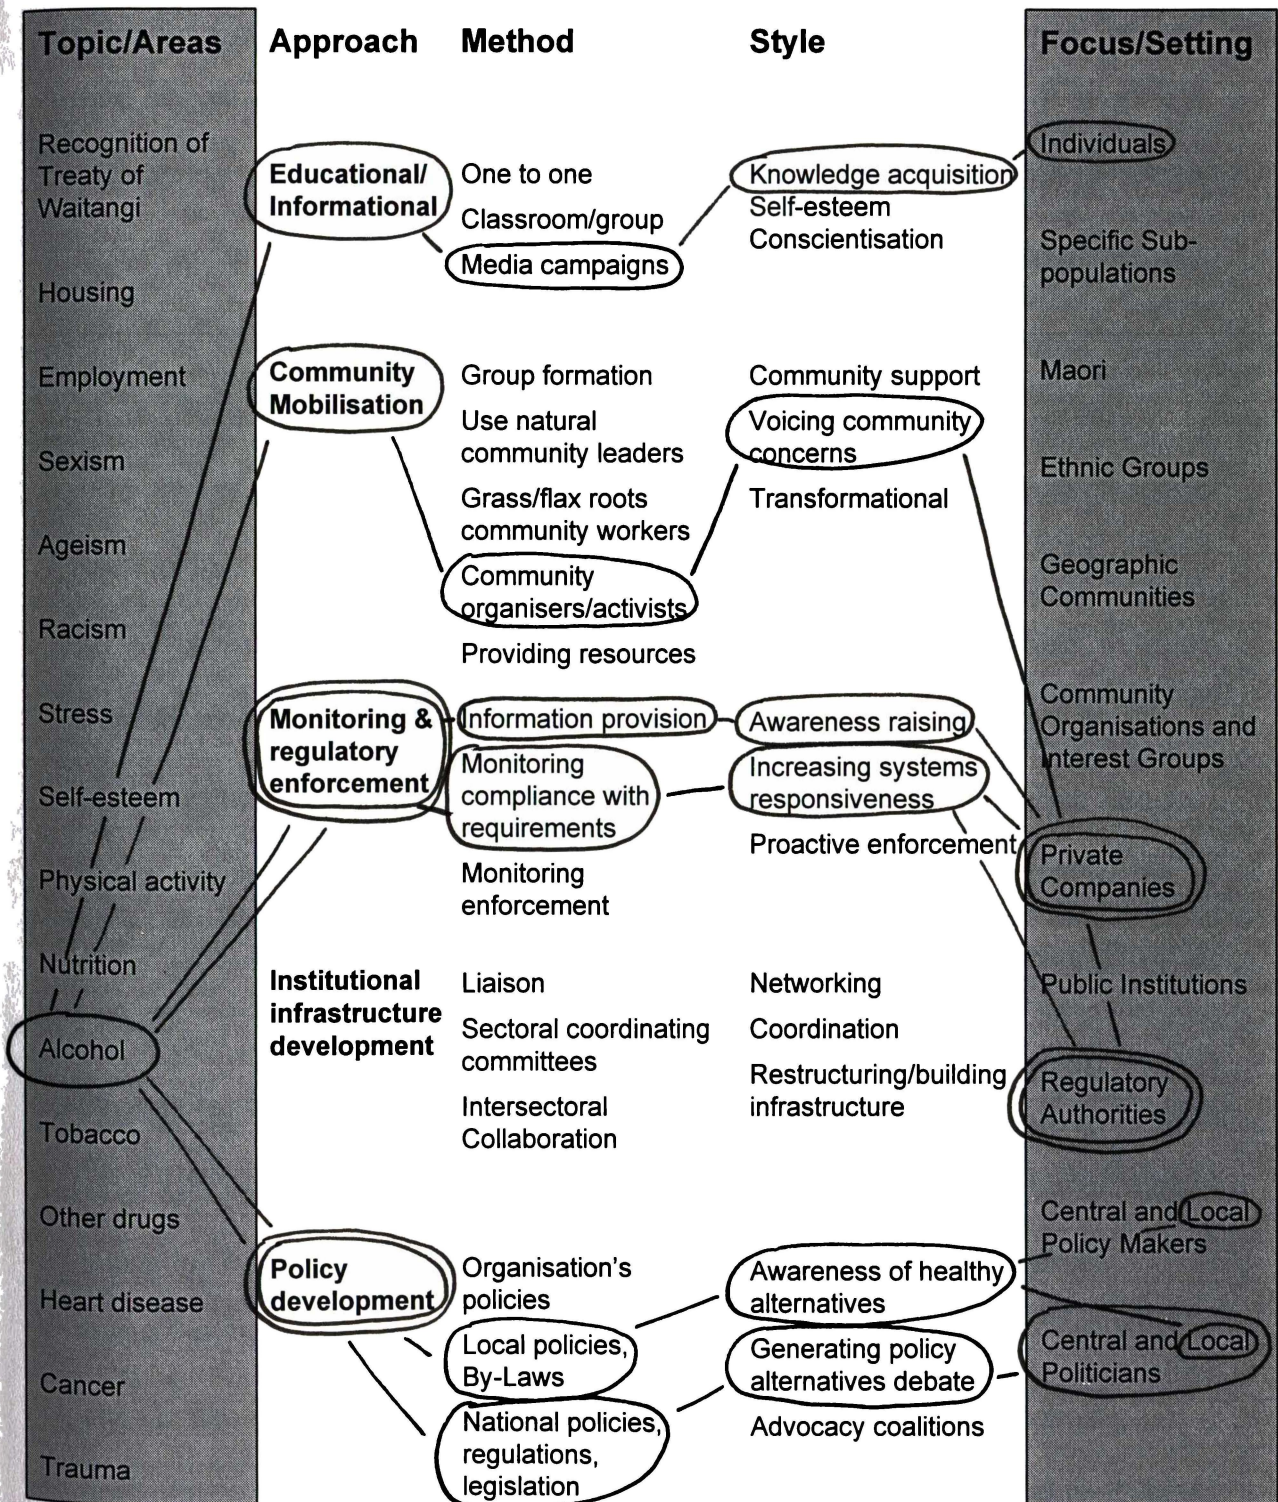 Topic/Areas
Recognition of
Treaty of
Waitangi
Housing
Employment
Sexism
Ageism
Racism
Stress
Self-esteem
Physical activity
Nutrition
Alcohol
Tobacco
Other drugs
Heart disease
Cancer
Trauma
Approach
Educational/
Informational
Community
Mobilisation
Monitoring &
regulatory
enforcement
Institutional
infrastructure
development
Policy
development
Method
One to one
Classroom/group
Media campaigns
Group formation
Use natural
community leaders
Grass/flax roots
community workers
Community
organisers/activists
Providing resources
Information provision
Monitoring
compliance with
requirements
Monitoring
enforcement
Liaison
Sectoral coordinating
committees
Intersectoral
Collaboration
Organisation's
policies
Local policies,
By-Laws
National policies,
regulations,
legislation
Style
Knowledge acquisition
Self-esteem
Conscientisation
Community support
Voicing community
concerns
Transformational
Awareness raising
Increasing systems
responsiveness
Proactive enforcement
Networking
Coordination
Restructuring/building
infrastructure
Awareness of healthy
alternatives
Generating policy
alternatives debate
Advocacy coalitions
Focus/Setting
Individuals
Specific Sub-
populations
Maori
Ethnic Groups
Geographic
Communities
Community
Organisations and
Interest Groups
Private
Companies
Public Institutions
Regulatory
Authorities
Central and Local
Policy Makers
Central and Local
Politicians